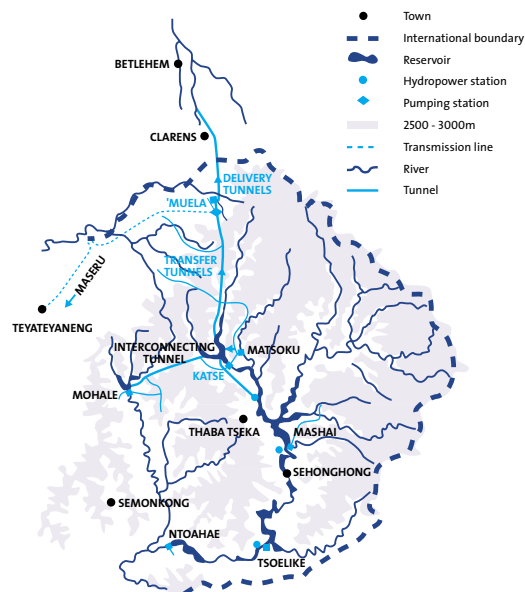 Town
International boundary
Reservoir
Hydropower station
Pumping station
2500 - 3000m
Transmission line
River
Tunnel
BETLEHEM
CLARENS
DELIVERY
TUNNELS
'MUELA
TRANSFER
TUNNELS
MASERU
TEYATEYANENG
INTERCONNECTING
TUNNEL
MATSOKU
KATSE
MOHALE
THABA TSEKA
MASHAI
SEHONGHONG
SEMONKONG
NTOAHAE
TSOELIKE